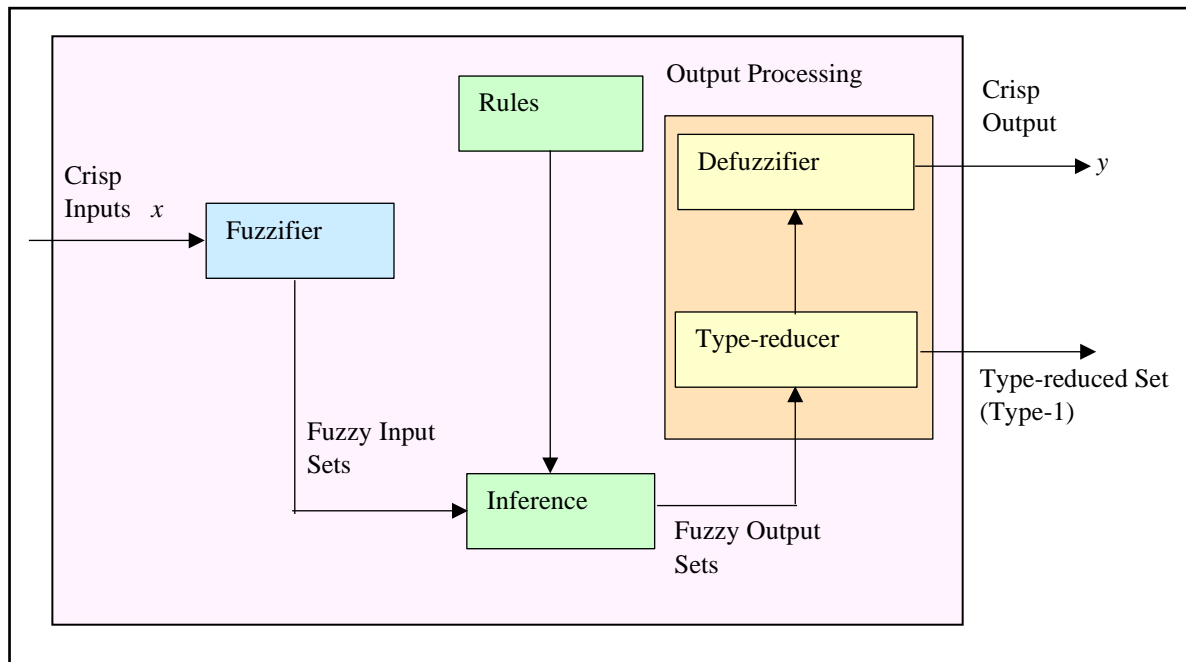 Output Processing
Rules
Crisp
Output
Defuzzifier
y
Crisp
Inputs x
Fuzzifier
Type-reducer
Type-reduced Set
(Type-1)
Fuzzy Input
Sets
Inference
Fuzzy Output
Sets